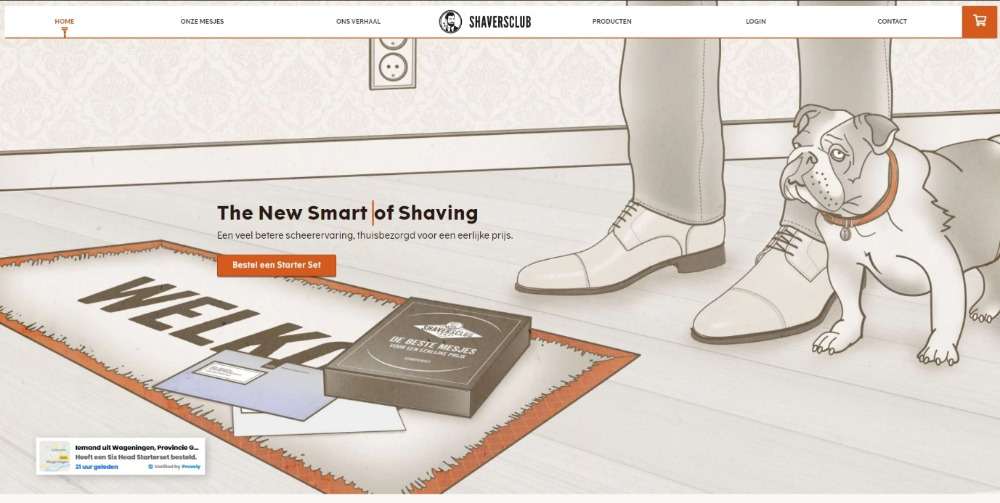 HOME
ONZE MESJES
ONS VERHAAL
SHAVERSCLUB
PRODUCTEN
LOGIN
CONTACT
The New Smart of Shaving
Een veel betere scheerervaring, thuisbezorgd voor een eerlijke prijs.
Bestel een Starter Set
WELKO
SHAVERSCLUB
DE BESTE MESJES
VOOR EEN EERLIJKE PRIJS
STARTERSET
Iemand uit Wageningen, Provincie G...
Heeft een Six Head Starterset besteld.
21 uur geleden
Verified by Provely
Wageningen